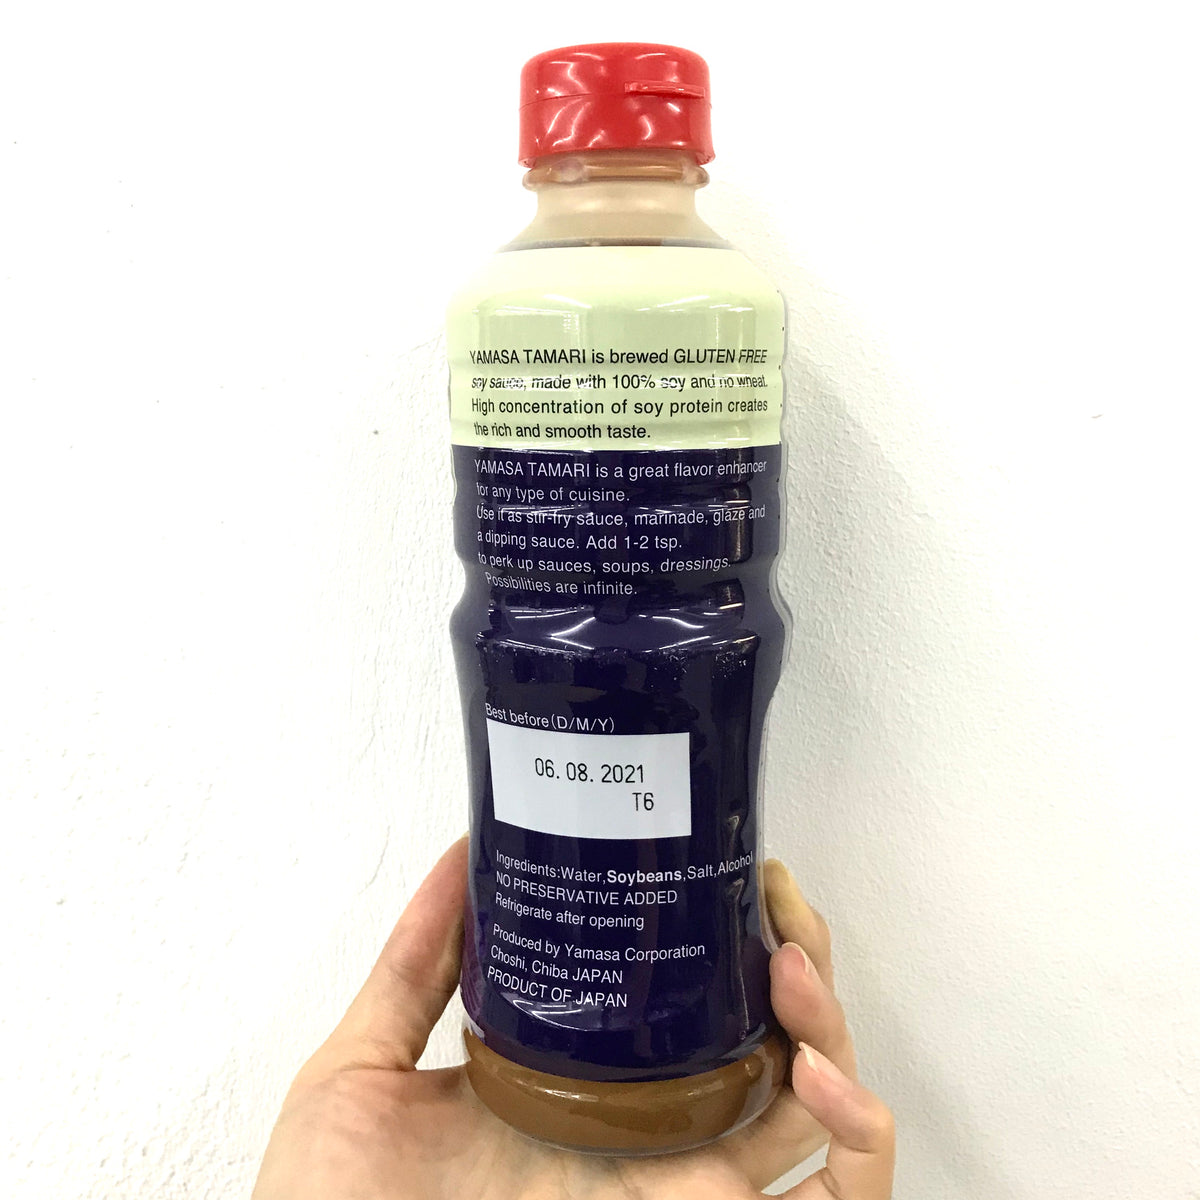 YAMASA TAMARI is brewed GLUTEN FREE
soy sauce, made with 100% soy and no wheat.
High concentration of soy protein creates
the rich and smooth taste.
YAMASA TAMARI is a great flavor enhancer
for any type of cuisine.
Use it as stir-fry sauce, marinade, glaze and
a dipping sauce. Add 1-2 tsp.
to perk up sauces, soups, dressings.
Possibilities are infinite.
Best before(D/M/Y)
06. 08. 2021
T6
Ingredients:Water,Soybeans,Salt,Alcohol
NO PRESERVATIVE ADDED
Refrigerate after opening
Produced by Yamasa Corporation
Choshi, Chiba JAPAN
PRODUCT OF JAPAN